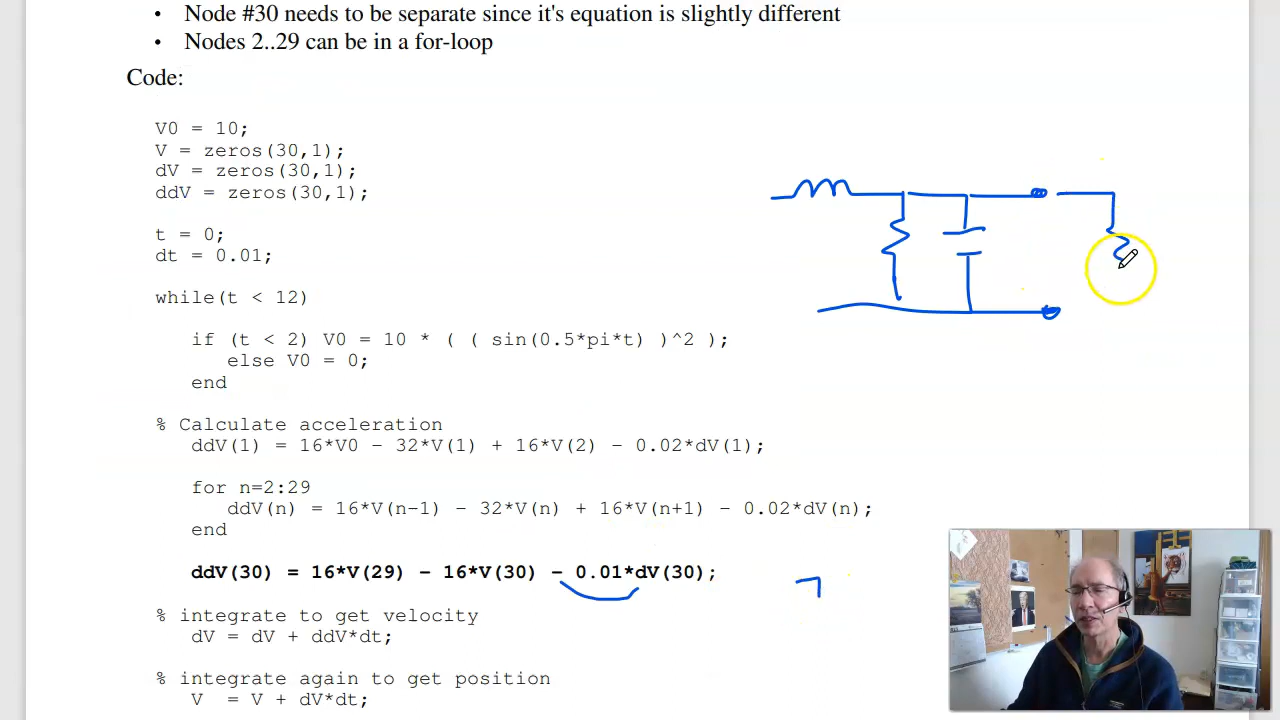 • Node #30 needs to be separate since it's equation is slightly different
• Nodes 2..29 can be in a for-loop
Code:
V0 = 10;
V = zeros(30,1);
dV = zeros(30,1);
ddV = zeros(30,1);
t = 0;
dt = 0.01;
while(t < 12)
if (t < 2) V0 = 10 * ( ( sin(0.5*pi*t) )^2 );
else V0 = 0;
end
% Calculate acceleration
ddV(1) = 16*V0 - 32*V(1) + 16*V(2) - 0.02*dV(1);
for n=2:29
ddV(n) = 16*V(n-1) - 32*V(n) + 16*V(n+1) - 0.02*dV(n);
end
ddV(30) = 16*V(29) - 16*V(30) - 0.01*dV(30);
% integrate to get velocity
dV = dV + ddV*dt;
% integrate again to get position
V = V + dV*dt;